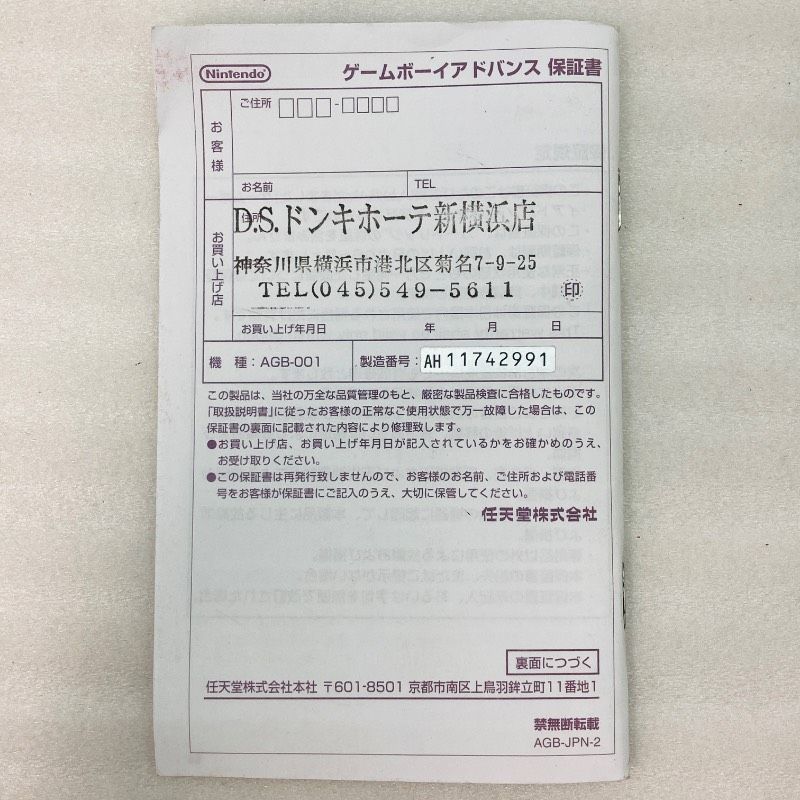 Nintendo
ゲームボーイアドバンス 保証書
お客様
ご住所 □□□-□□□□
お名前
TEL
お買い上げ店
住所
D.S.ドンキホーテ新横浜店
神奈川県横浜市港北区菊名7-9-25
TEL(045)549-5611
印
お買い上げ年月日 年 月 日
機 種：AGB-001
製造番号：AH11742991
この製品は、当社の万全な品質管理のもと、厳密な製品検査に合格したものです。
「取扱説明書」に従ったお客様の正常なご使用状態で万一故障した場合は、この
保証書の裏面に記載された内容により修理致します。
●お買い上げ店、お買い上げ年月日が記入されているかをお確かめのうえ、
お受け取りください。
●この保証書は再発行致しませんので、お客様のお名前、ご住所および電話番
号をお客様が保証書にご記入のうえ、大切に保管してください。
任天堂株式会社
裏面につづく
任天堂株式会社本社 〒601-8501 京都市南区上鳥羽鉾立町11番地1
禁無断転載
AGB-JPN-2